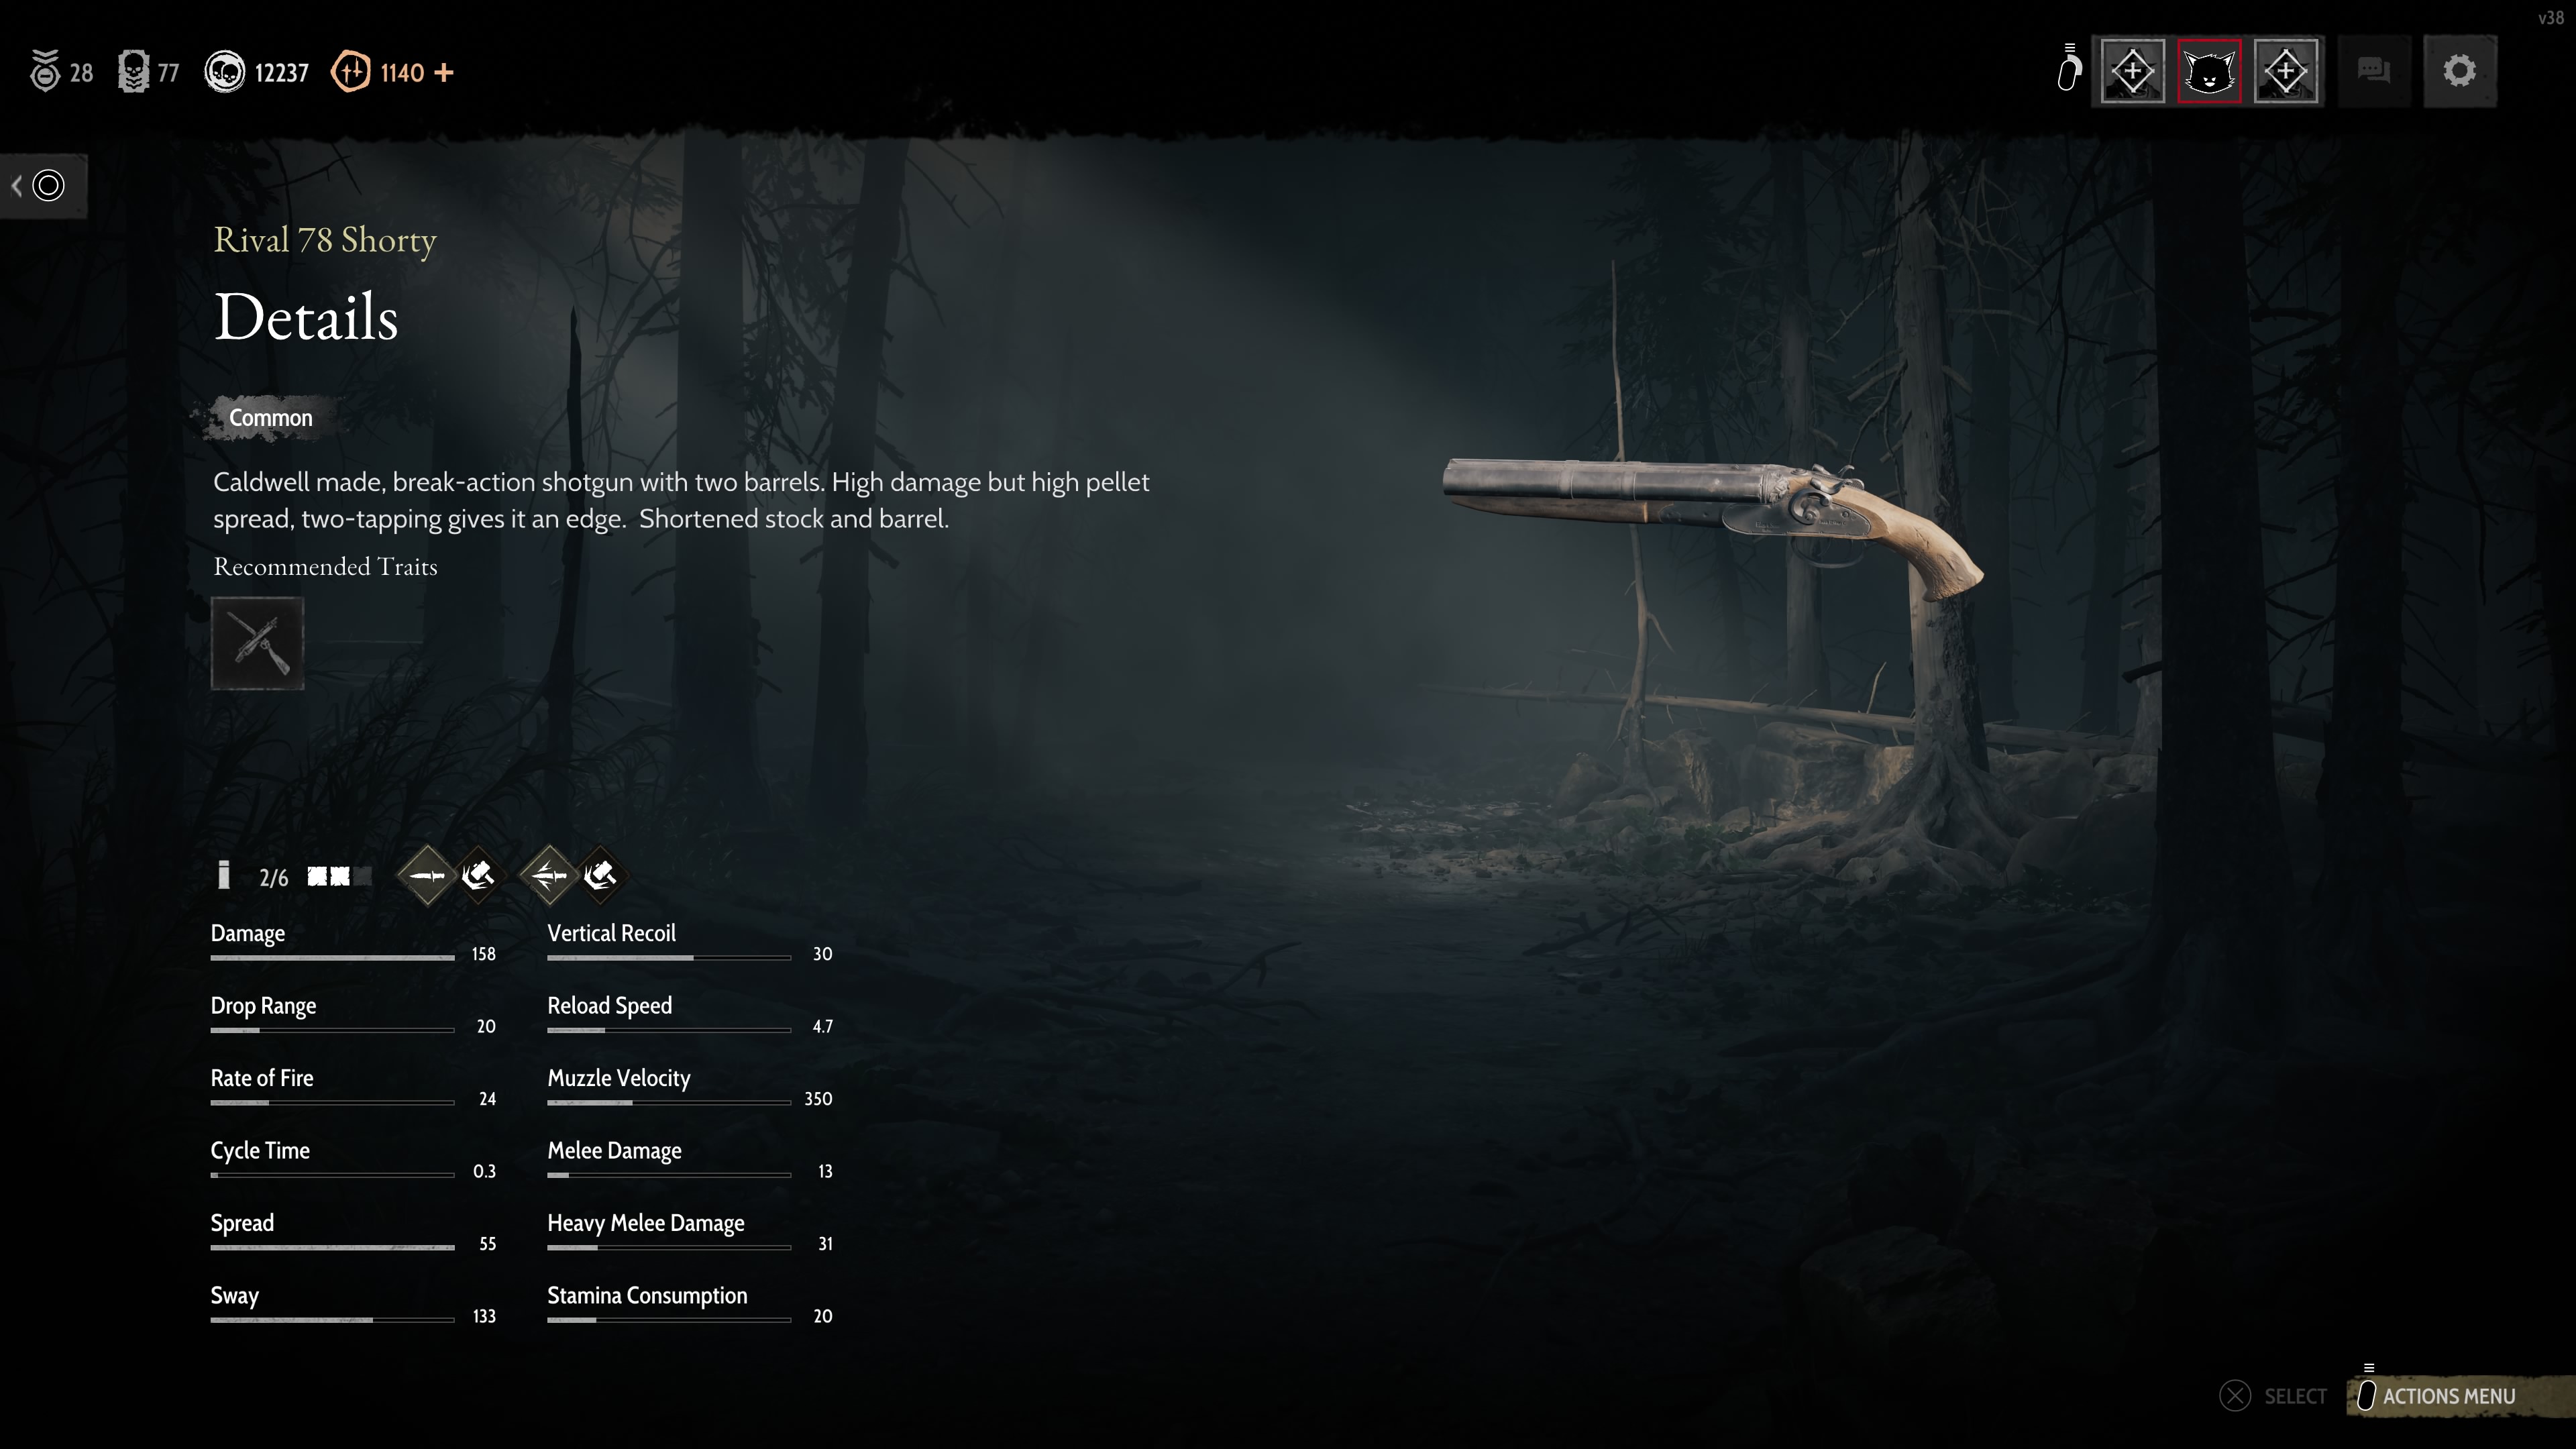 v38
28 77 12237 1140 +
Rival 78 Shorty
Details
Common
Caldwell made, break-action shotgun with two barrels. High damage but high pellet
spread, two-tapping gives it an edge.  Shortened stock and barrel.
Recommended Traits
2/6
Damage 158
Drop Range 20
Rate of Fire 24
Cycle Time 0.3
Spread 55
Sway 133
Vertical Recoil 30
Reload Speed 4.7
Muzzle Velocity 350
Melee Damage 13
Heavy Melee Damage 31
Stamina Consumption 20
SELECT
ACTIONS MENU